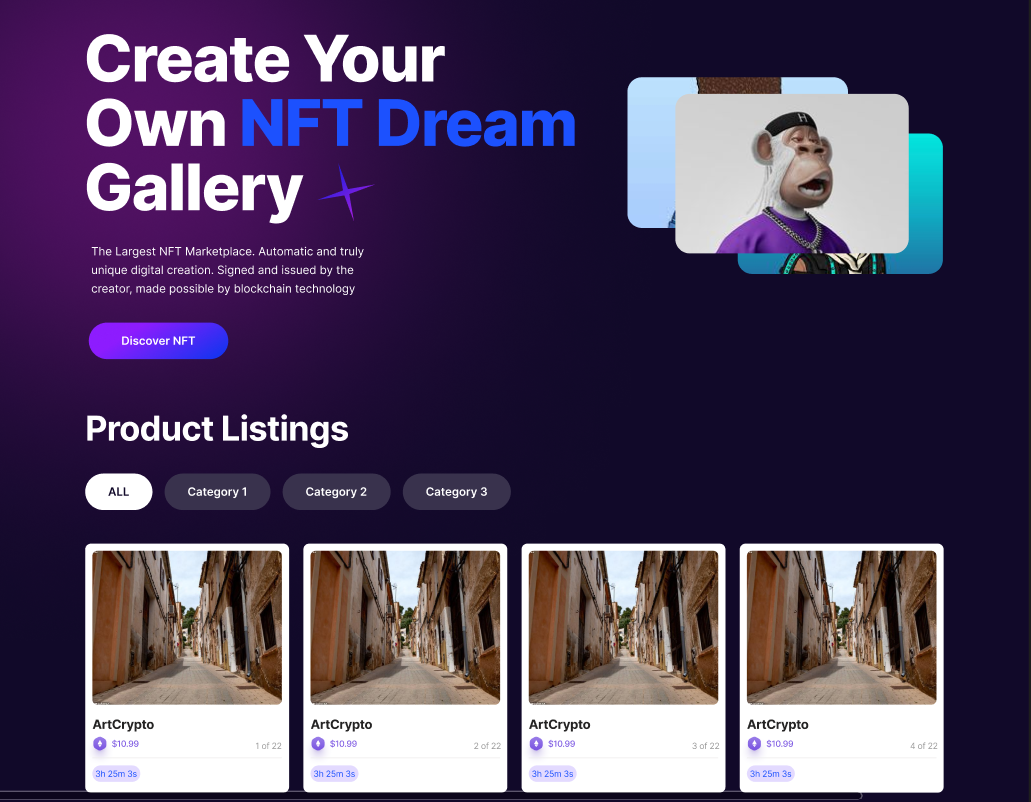 Create Your
Own NFT Dream
Gallery
H
The Largest NFT Marketplace. Automatic and truly
unique digital creation. Signed and issued by the
creator, made possible by blockchain technology
Discover NFT
Product Listings
ALL Category 1 Category 2 Category 3
ArtCrypto ArtCrypto ArtCrypto ArtCrypto
$10.99 1 of 22 $10.99 2 of 22 $10.99 3 of 22 $10.99 4 of 22
3h 25m 3s 3h 25m 3s 3h 25m 3s 3h 25m 3s